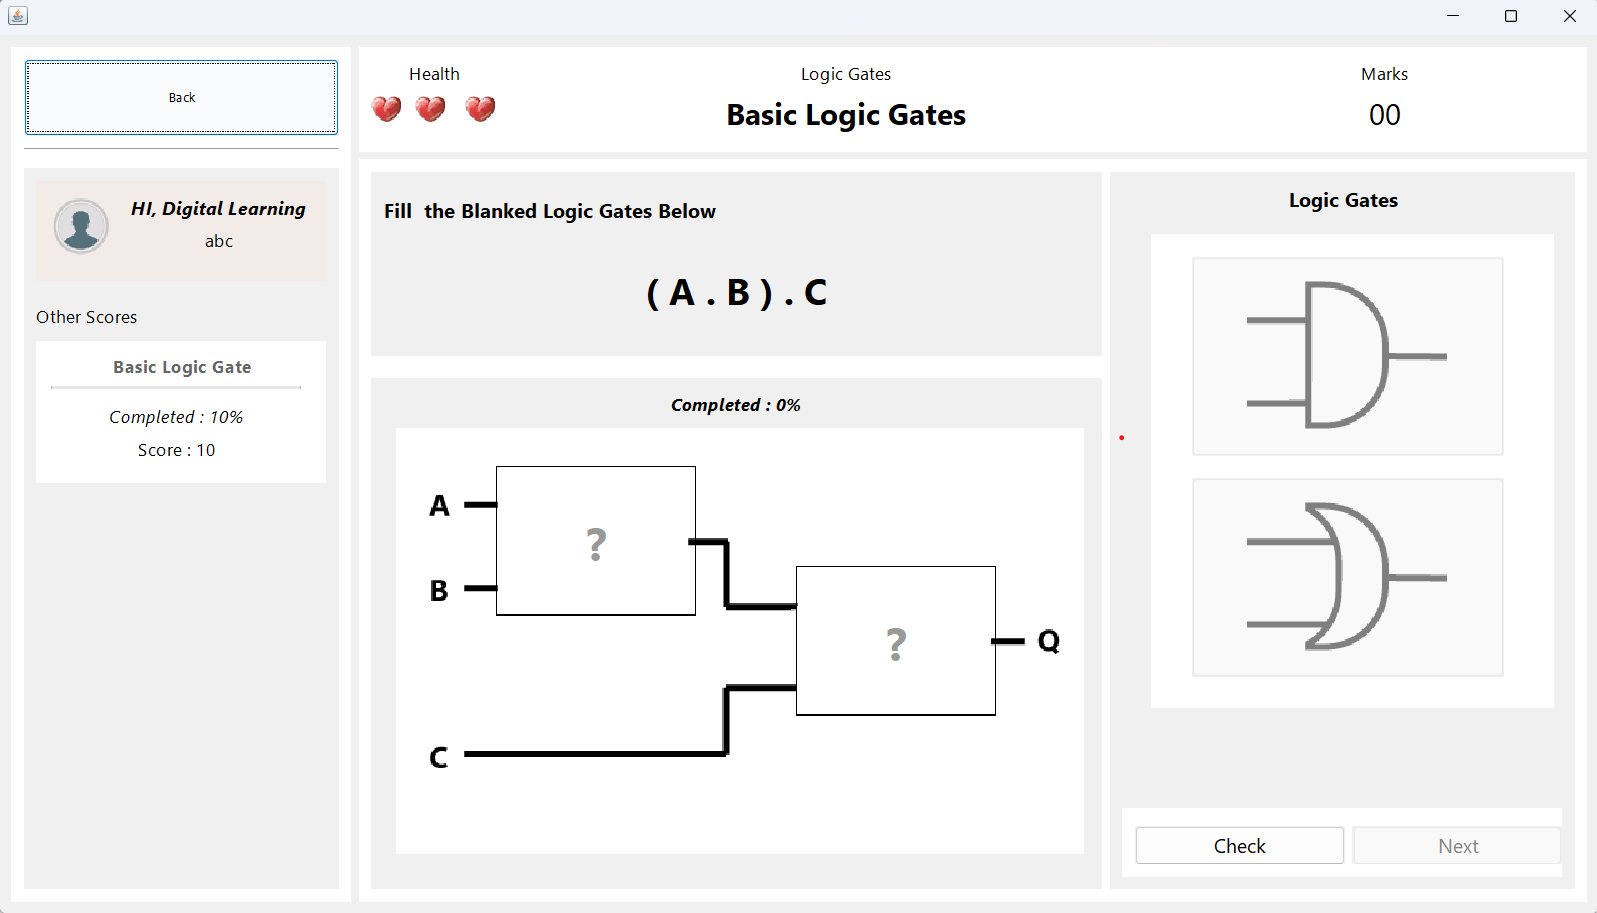 Back
HI, Digital Learning
abc
Other Scores
Basic Logic Gate
Completed : 10%
Score : 10
Health
Logic Gates
Basic Logic Gates
Marks
00
Fill  the Blanked Logic Gates Below
( A . B ) . C
Completed : 0%
A
?
B
?
Q
C
Logic Gates
Check
Next